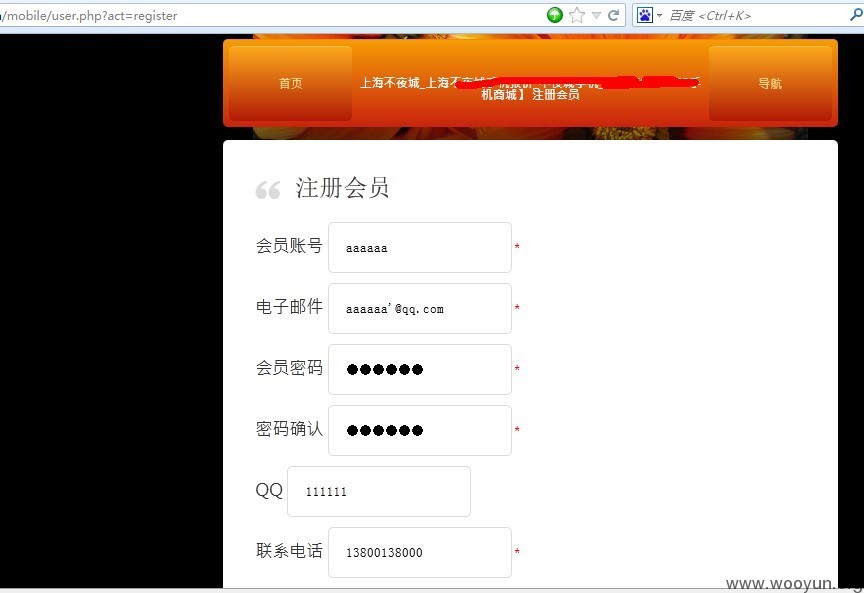 /mobile/user.php?act=register
百度 <Ctrl+K>
首页
上海不夜城_上海不夜城
机商城】 注册会员
导航
注册会员
会员账号 aaaaaa *
电子邮件 aaaaaa'@qq.com *
会员密码 ●●●●●● *
密码确认 ●●●●●● *
QQ 111111
联系电话 13800138000 *
www.wooyun.